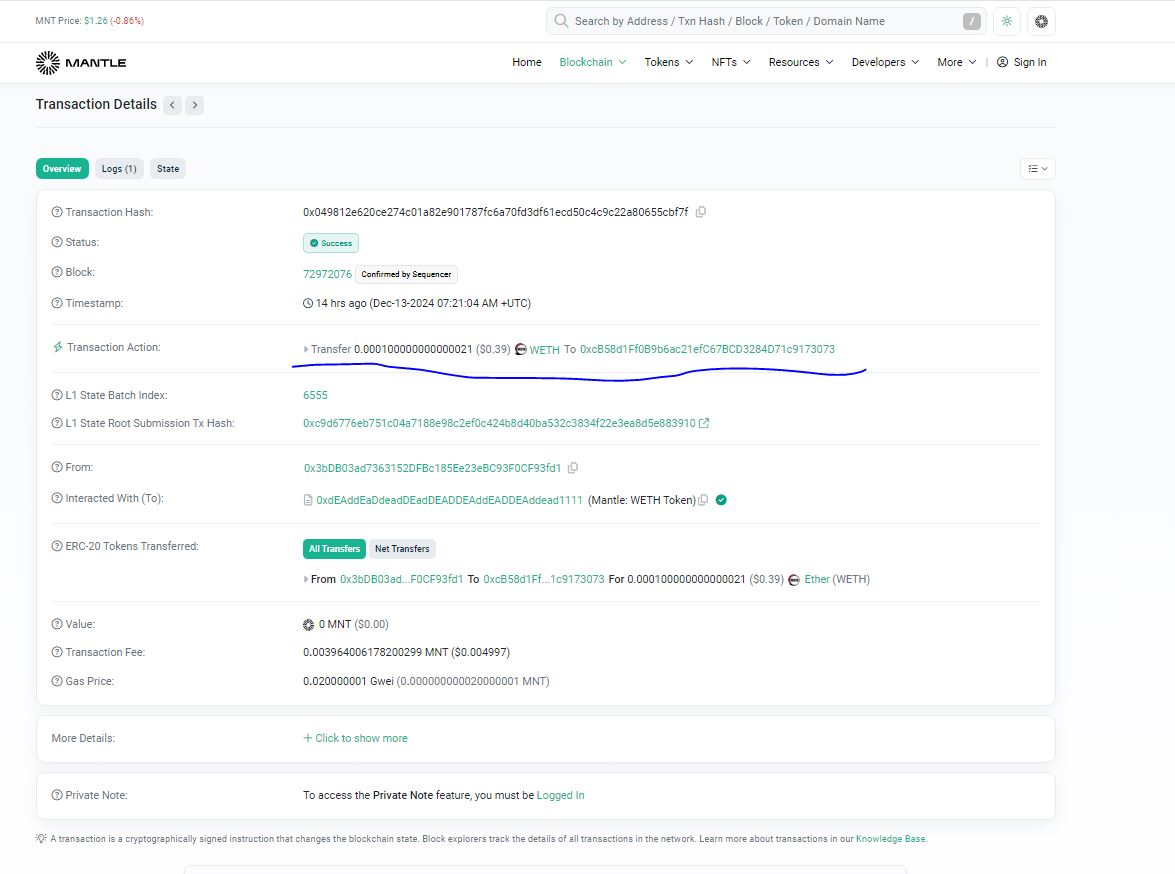 MNT Price: $1.26 (-0.86%)
Search by Address / Txn Hash / Block / Token / Domain Name /
MANTLE Home Blockchain Tokens NFTs Resources Developers More | Sign In
Transaction Details
Overview Logs (1) State
Transaction Hash: 0x049812e620ce274c01a82e901787fc6a70fd3df61ecd50c4c9c22a80655cbf7f
Status: Success
Block: 72972076 Confirmed by Sequencer
Timestamp: 14 hrs ago (Dec-13-2024 07:21:04 AM +UTC)
Transaction Action: Transfer 0.000100000000000021 ($0.39) WETH To 0xcB58d1Ff0B9b6ac21efC67BCD3284D71c9173073
L1 State Batch Index: 6555
L1 State Root Submission Tx Hash: 0xc9d6776eb751c04a7188e98c2ef0c424b8d40ba532c3834f22e3ea8d5e883910
From: 0x3bDB03ad7363152DFBc185Ee23eBC93F0CF93fd1
Interacted With (To): 0xdEAddEaDdeadDEadDEADDEAddEADDEAddead1111 (Mantle: WETH Token)
ERC-20 Tokens Transferred: All Transfers Net Transfers
From 0x3bDB03ad...F0CF93fd1 To 0xcB58d1Ff...1c9173073 For 0.000100000000000021 ($0.39) Ether (WETH)
Value: 0 MNT ($0.00)
Transaction Fee: 0.003964006178200299 MNT ($0.004997)
Gas Price: 0.020000001 Gwei (0.000000000020000001 MNT)
More Details: + Click to show more
Private Note: To access the Private Note feature, you must be Logged In
A transaction is a cryptographically signed instruction that changes the blockchain state. Block explorers track the details of all transactions in the network. Learn more about transactions in our Knowledge Base.